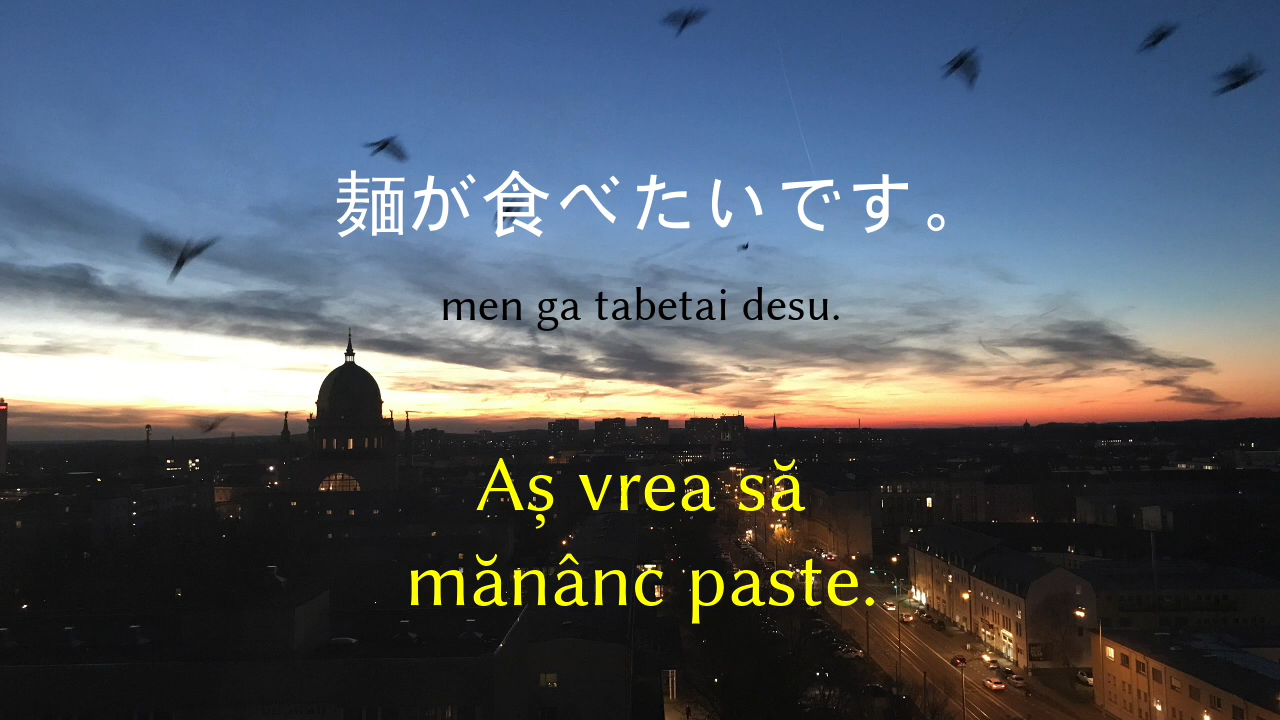 麺が食べたいです。
men ga tabetai desu.
Aș vrea să
mănânc paste.